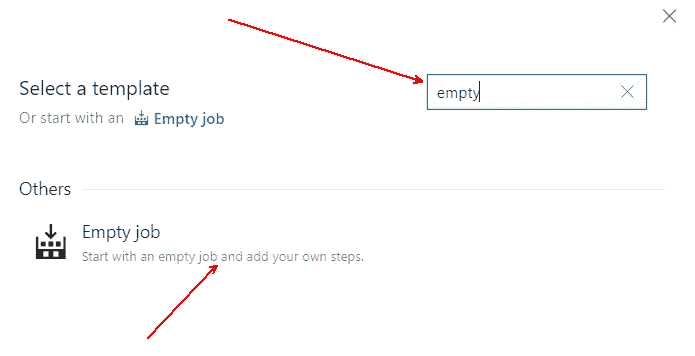 Select a template
empty
Or start with an Empty job
Others
Empty job
Start with an empty job and add your own steps.